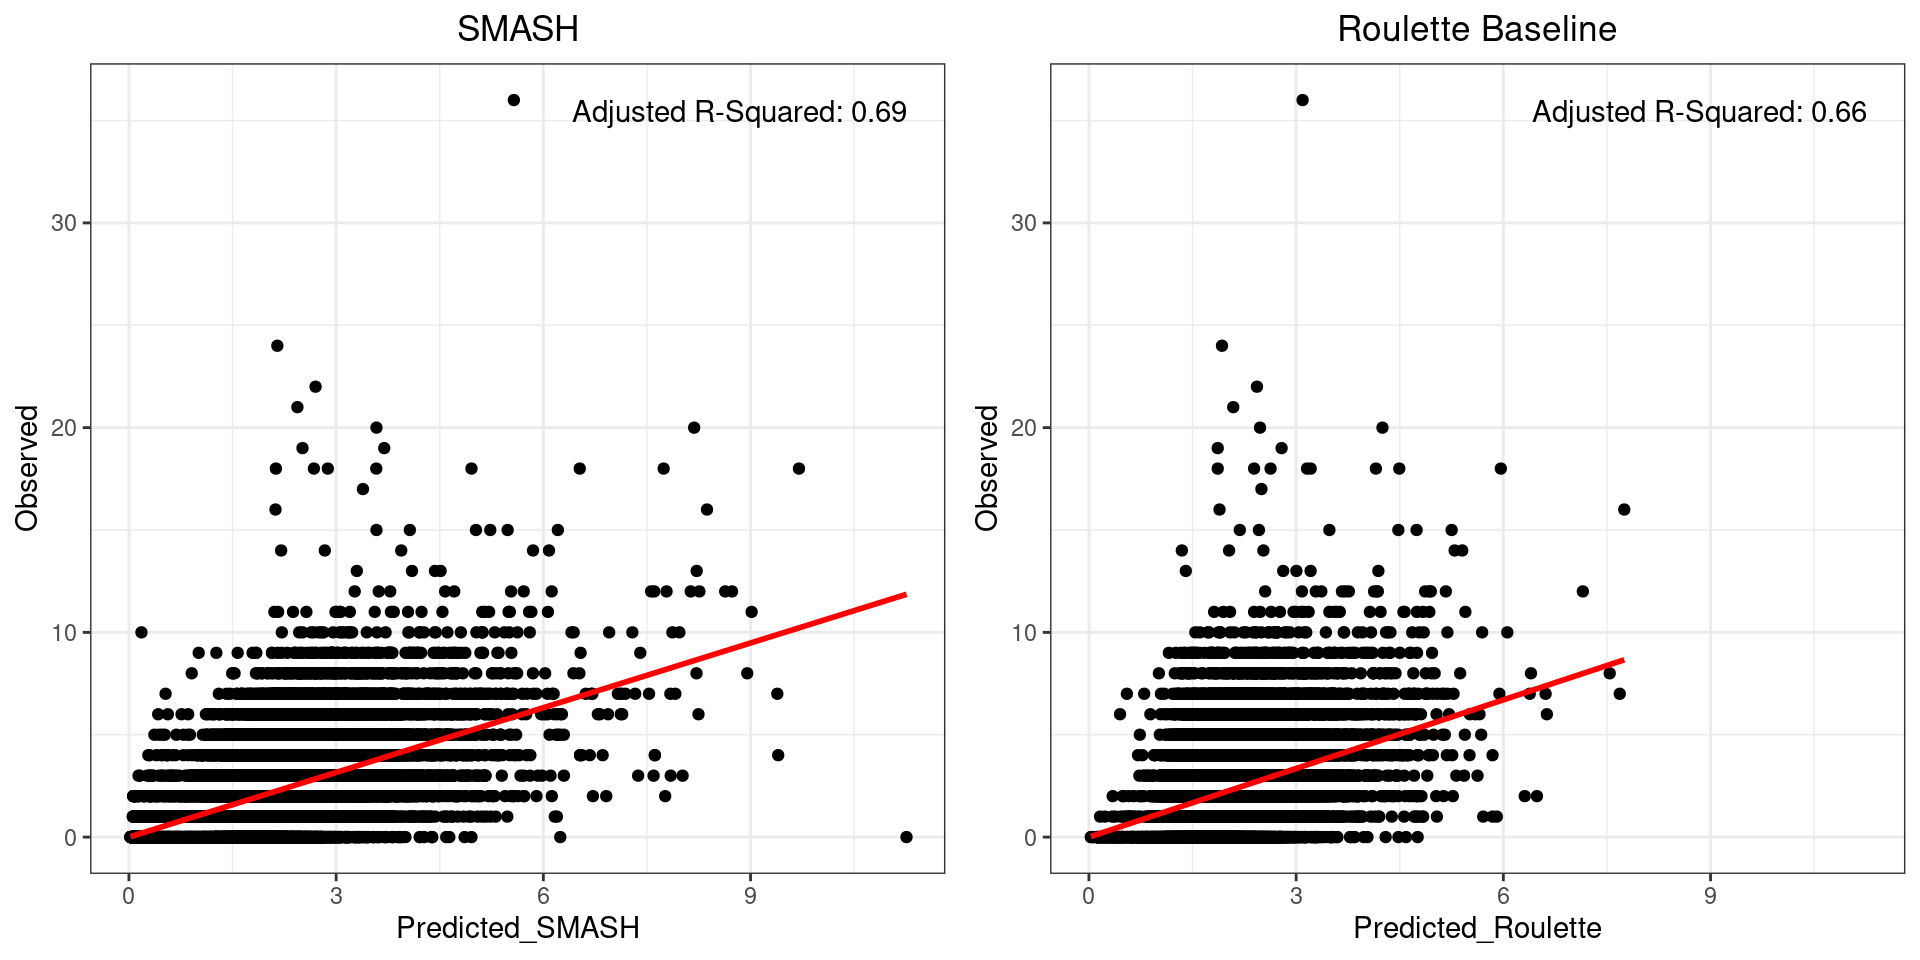 SMASH
Adjusted R-Squared: 0.69
Observed
30
20
10
0
0 3 6 9
Predicted_SMASH
Roulette Baseline
Adjusted R-Squared: 0.66
Observed
30
20
10
0
0 3 6 9
Predicted_Roulette